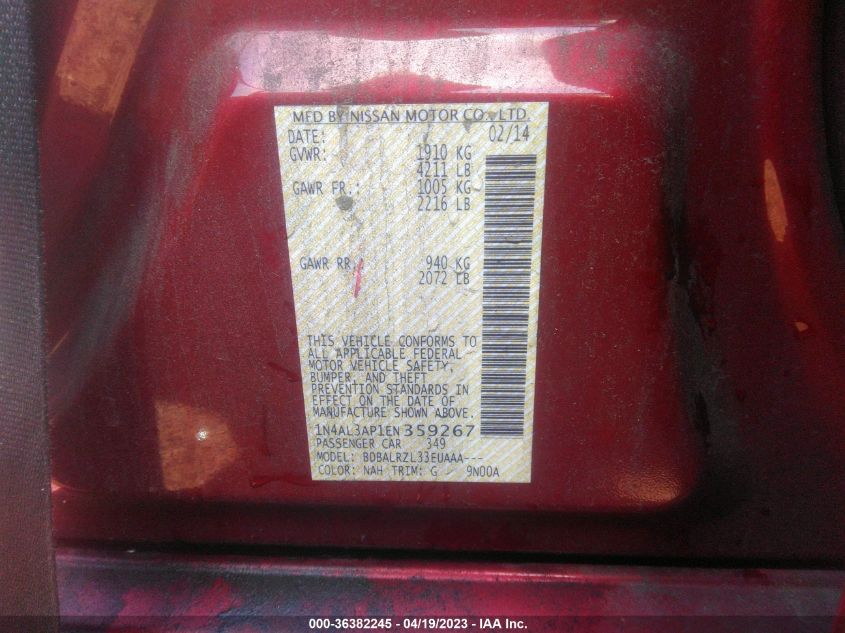 MFD BY NISSAN MOTOR CO., LTD.
DATE: 02/14
GVWR: 1910 KG
4211 LB
GAWR FR.: 1005 KG
2216 LB
GAWR RR.: 940 KG
2072 LB
THIS VEHICLE CONFORMS TO
ALL APPLICABLE FEDERAL
MOTOR VEHICLE SAFETY,
BUMPER, AND THEFT
PREVENTION STANDARDS IN
EFFECT ON THE DATE OF
MANUFACTURE SHOWN ABOVE.
1N4AL3AP1EN359267
PASSENGER CAR 349
MODEL: BDBALRZL33EUAAA---
COLOR: NAH TRIM: G 9N00A
000-36382245 - 04/19/2023 - IAA Inc.